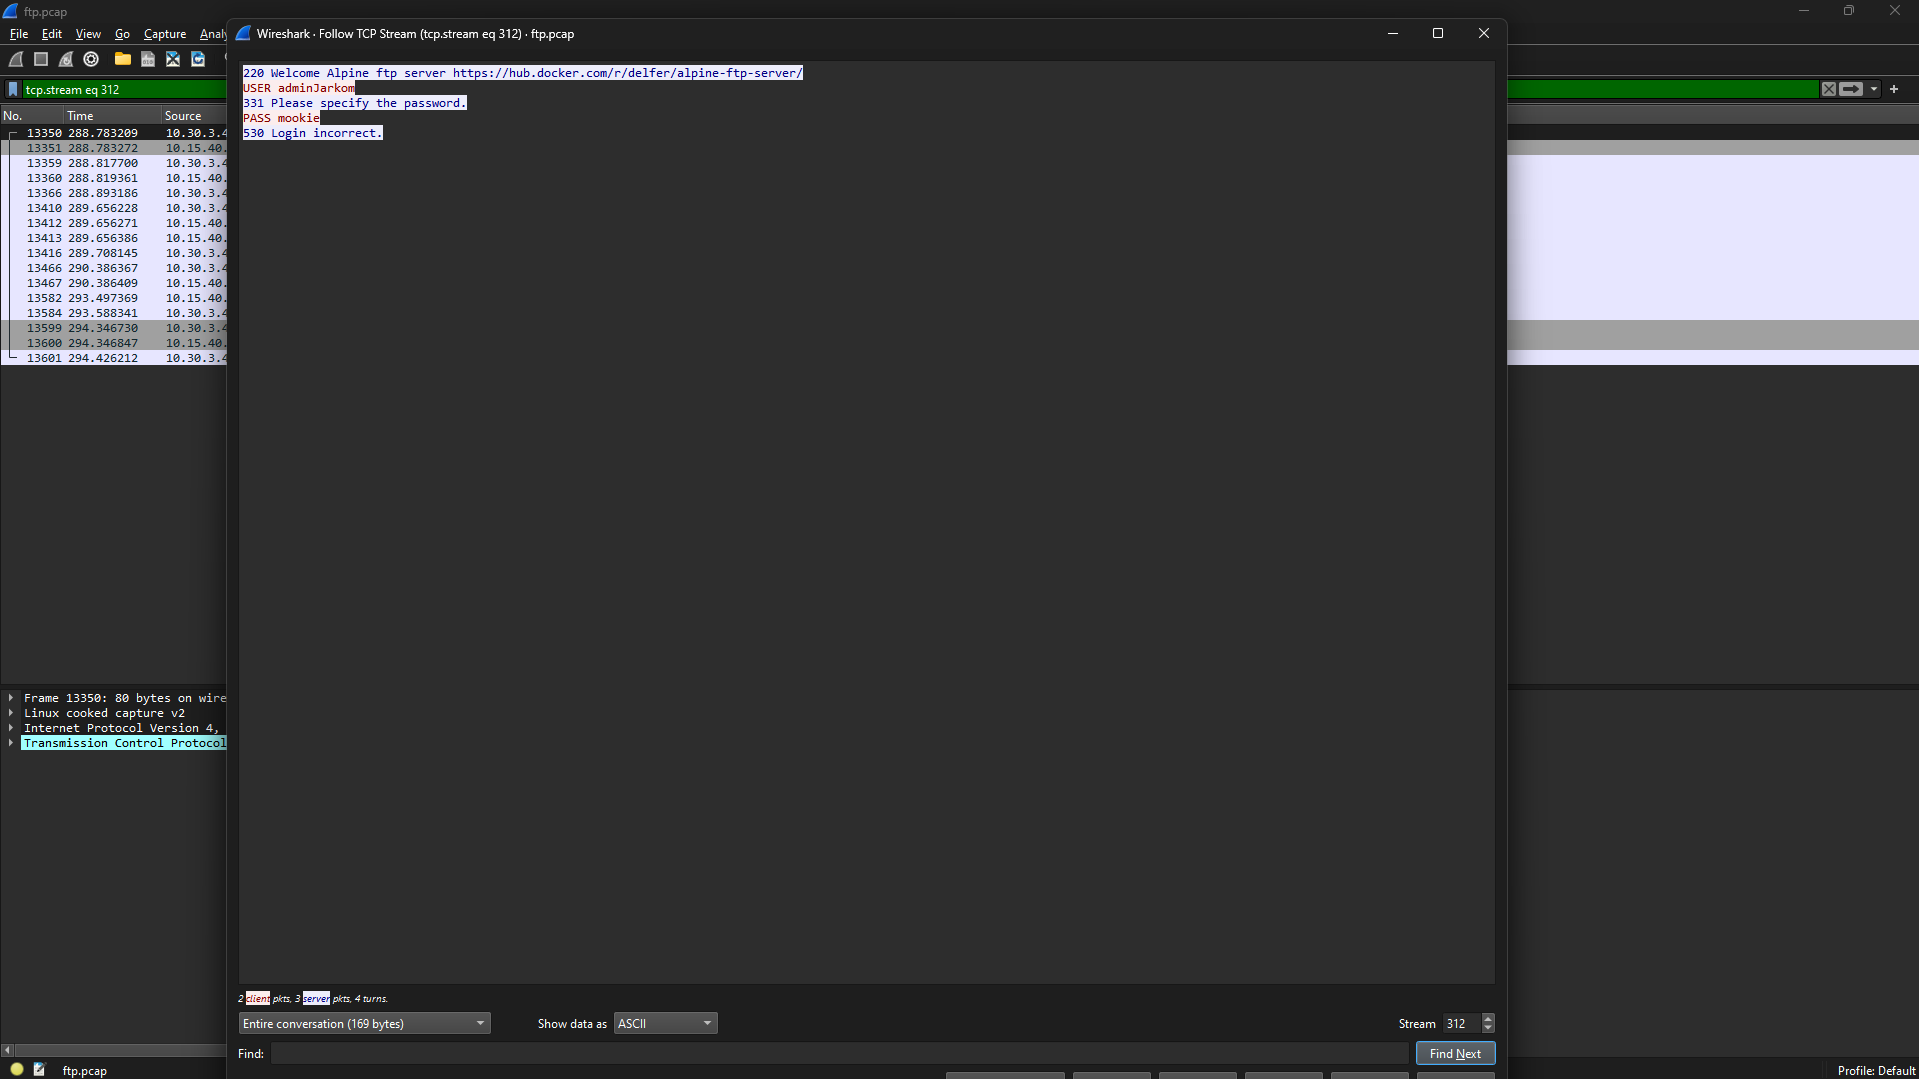 ftp.pcap
File Edit View Go Capture Analy
Wireshark · Follow TCP Stream (tcp.stream eq 312) · ftp.pcap
tcp.stream eq 312
No. Time Source
13350 288.783209 10.30.3.4
13351 288.783272 10.15.40.
13359 288.817700 10.30.3.4
13360 288.819361 10.15.40.
13366 288.893186 10.30.3.4
13410 289.656228 10.30.3.4
13412 289.656271 10.15.40.
13413 289.656386 10.15.40.
13416 289.708145 10.30.3.4
13466 290.386367 10.30.3.4
13467 290.386409 10.15.40.
13582 293.497369 10.15.40.
13584 293.588341 10.30.3.4
13599 294.346730 10.30.3.4
13600 294.346847 10.15.40.
13601 294.426212 10.30.3.4
220 Welcome Alpine ftp server https://hub.docker.com/r/delfer/alpine-ftp-server/
USER adminJarkom
331 Please specify the password.
PASS mookie
530 Login incorrect.
Frame 13350: 80 bytes on wire
Linux cooked capture v2
Internet Protocol Version 4,
Transmission Control Protocol
2 client pkts, 3 server pkts, 4 turns.
Entire conversation (169 bytes) Show data as ASCII Stream 312
Find: Find Next
ftp.pcap
Profile: Default